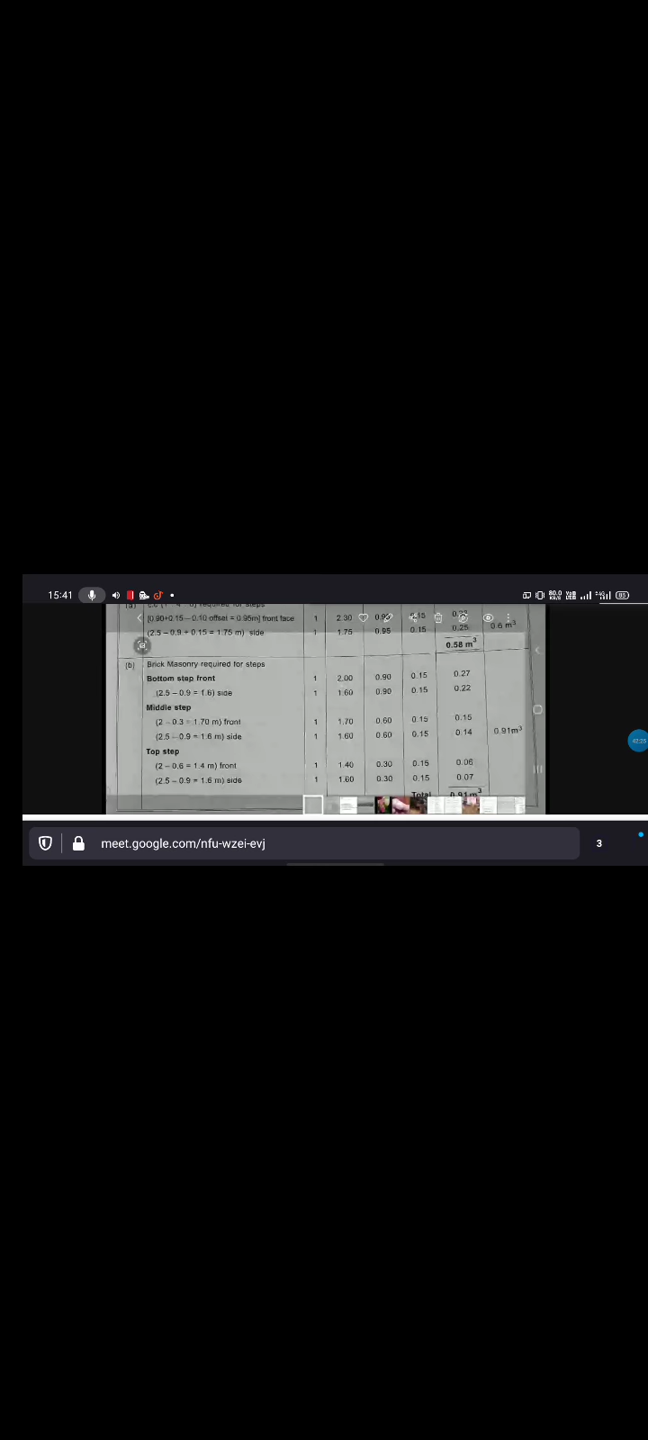 15:41
(a) required for steps
[0.90+0.15 – 0.10 offset = 0.95m] front face 1 2.30 0.95 0.15 0.33 0.6 m³
(2.5 – 0.9 + 0.15 = 1.75 m) side 1 1.75 0.95 0.15 0.25
0.58 m³
(b) Brick Masonry required for steps
Bottom step front 1 2.00 0.90 0.15 0.27
(2.5 – 0.9 = 1.6) side 1 1.60 0.90 0.15 0.22
Middle step
(2 – 0.3 = 1.70 m) front 1 1.70 0.60 0.15 0.15
(2.5 – 0.9 = 1.6 m) side 1 1.60 0.60 0.15 0.14 0.91m³
Top step
(2 – 0.6 = 1.4 m) front 1 1.40 0.30 0.15 0.06
(2.5 – 0.9 = 1.6 m) side 1 1.60 0.30 0.15 0.07
Total 0.91 m³
meet.google.com/nfu-wzei-evj 3